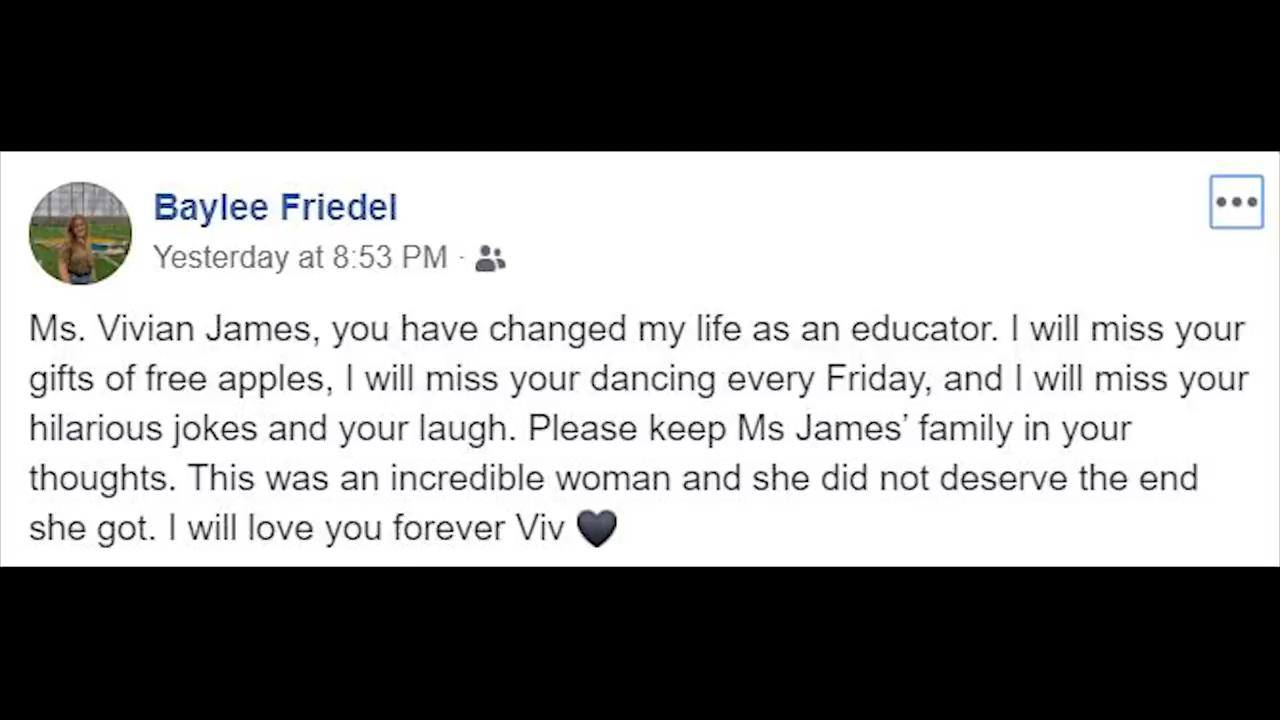 Baylee Friedel
Yesterday at 8:53 PM ·
Ms. Vivian James, you have changed my life as an educator. I will miss your
gifts of free apples, I will miss your dancing every Friday, and I will miss your
hilarious jokes and your laugh. Please keep Ms James’ family in your
thoughts. This was an incredible woman and she did not deserve the end
she got. I will love you forever Viv 🖤